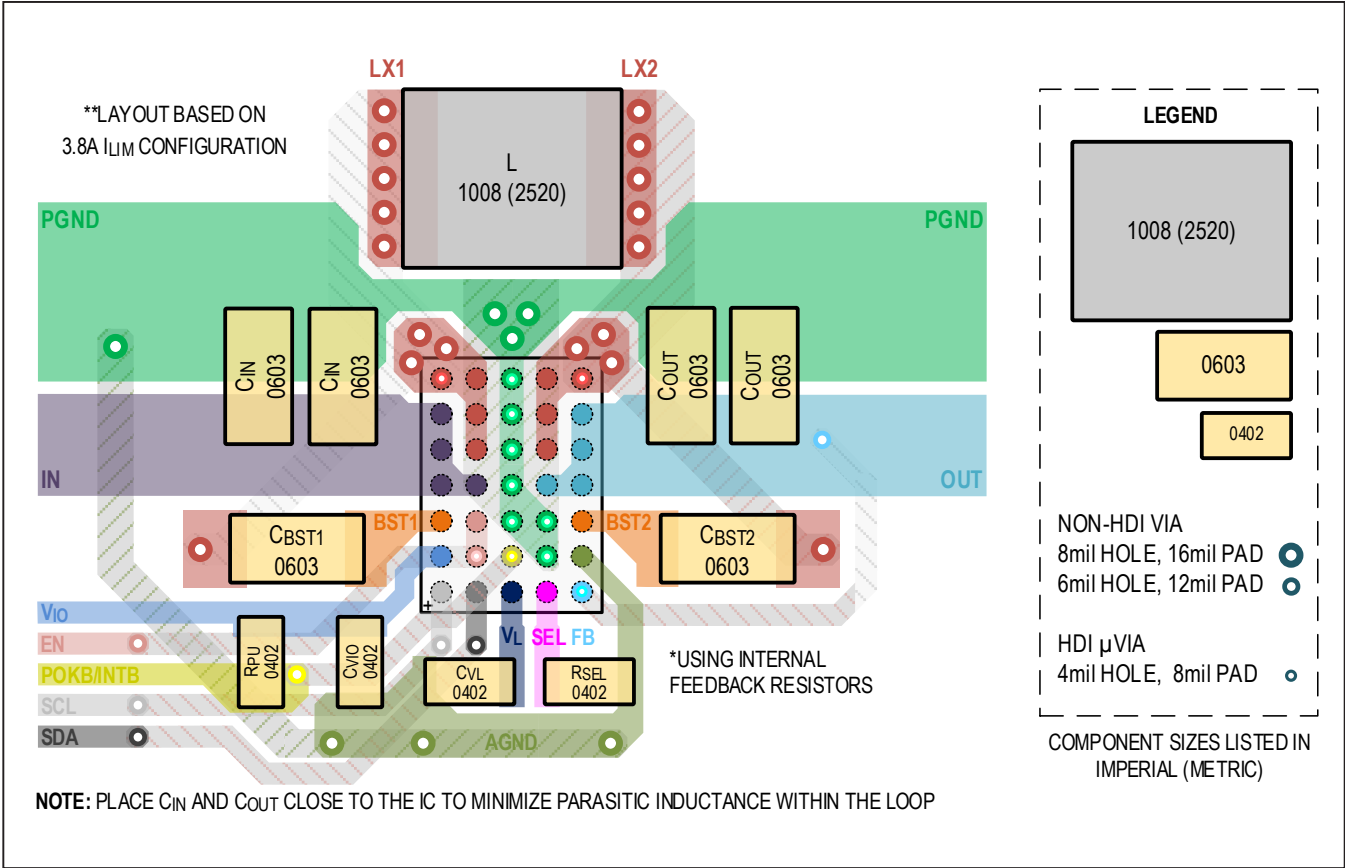 LX1
LX2
**LAYOUT BASED ON
3.8A ILIM CONFIGURATION
L
1008 (2520)
PGND
PGND
CIN
0603
CIN
0603
COUT
0603
COUT
0603
IN
OUT
BST1
BST2
CBST1
0603
CBST2
0603
+
VIO
EN
POKB/INTB
SCL
SDA
RPU
0402
CVIO
0402
VL SEL FB
CVL
0402
RSEL
0402
*USING INTERNAL
FEEDBACK RESISTORS
AGND
NOTE: PLACE CIN AND COUT CLOSE TO THE IC TO MINIMIZE PARASITIC INDUCTANCE WITHIN THE LOOP
LEGEND
1008 (2520)
0603
0402
NON-HDI VIA
8mil HOLE, 16mil PAD
6mil HOLE, 12mil PAD
HDI µVIA
4mil HOLE, 8mil PAD
COMPONENT SIZES LISTED IN
IMPERIAL (METRIC)